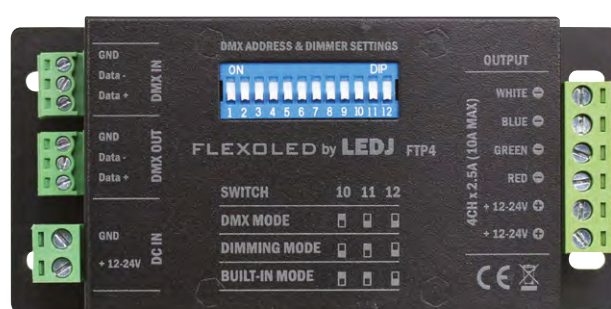 DMX ADDRESS & DIMMER SETTINGS
ON DIP
1 2 3 4 5 6 7 8 9 10 11 12
FLEXOLED by LEDJ FTP4
SWITCH 10 11 12
DMX MODE
DIMMING MODE
BUILT-IN MODE
GND
Data -
Data +
DMX IN
GND
Data -
Data +
DMX OUT
GND
+ 12-24V
DC IN
OUTPUT
WHITE
BLUE
GREEN
RED
+ 12-24V
+ 12-24V
4CH x 2.5A (10A MAX)
CE